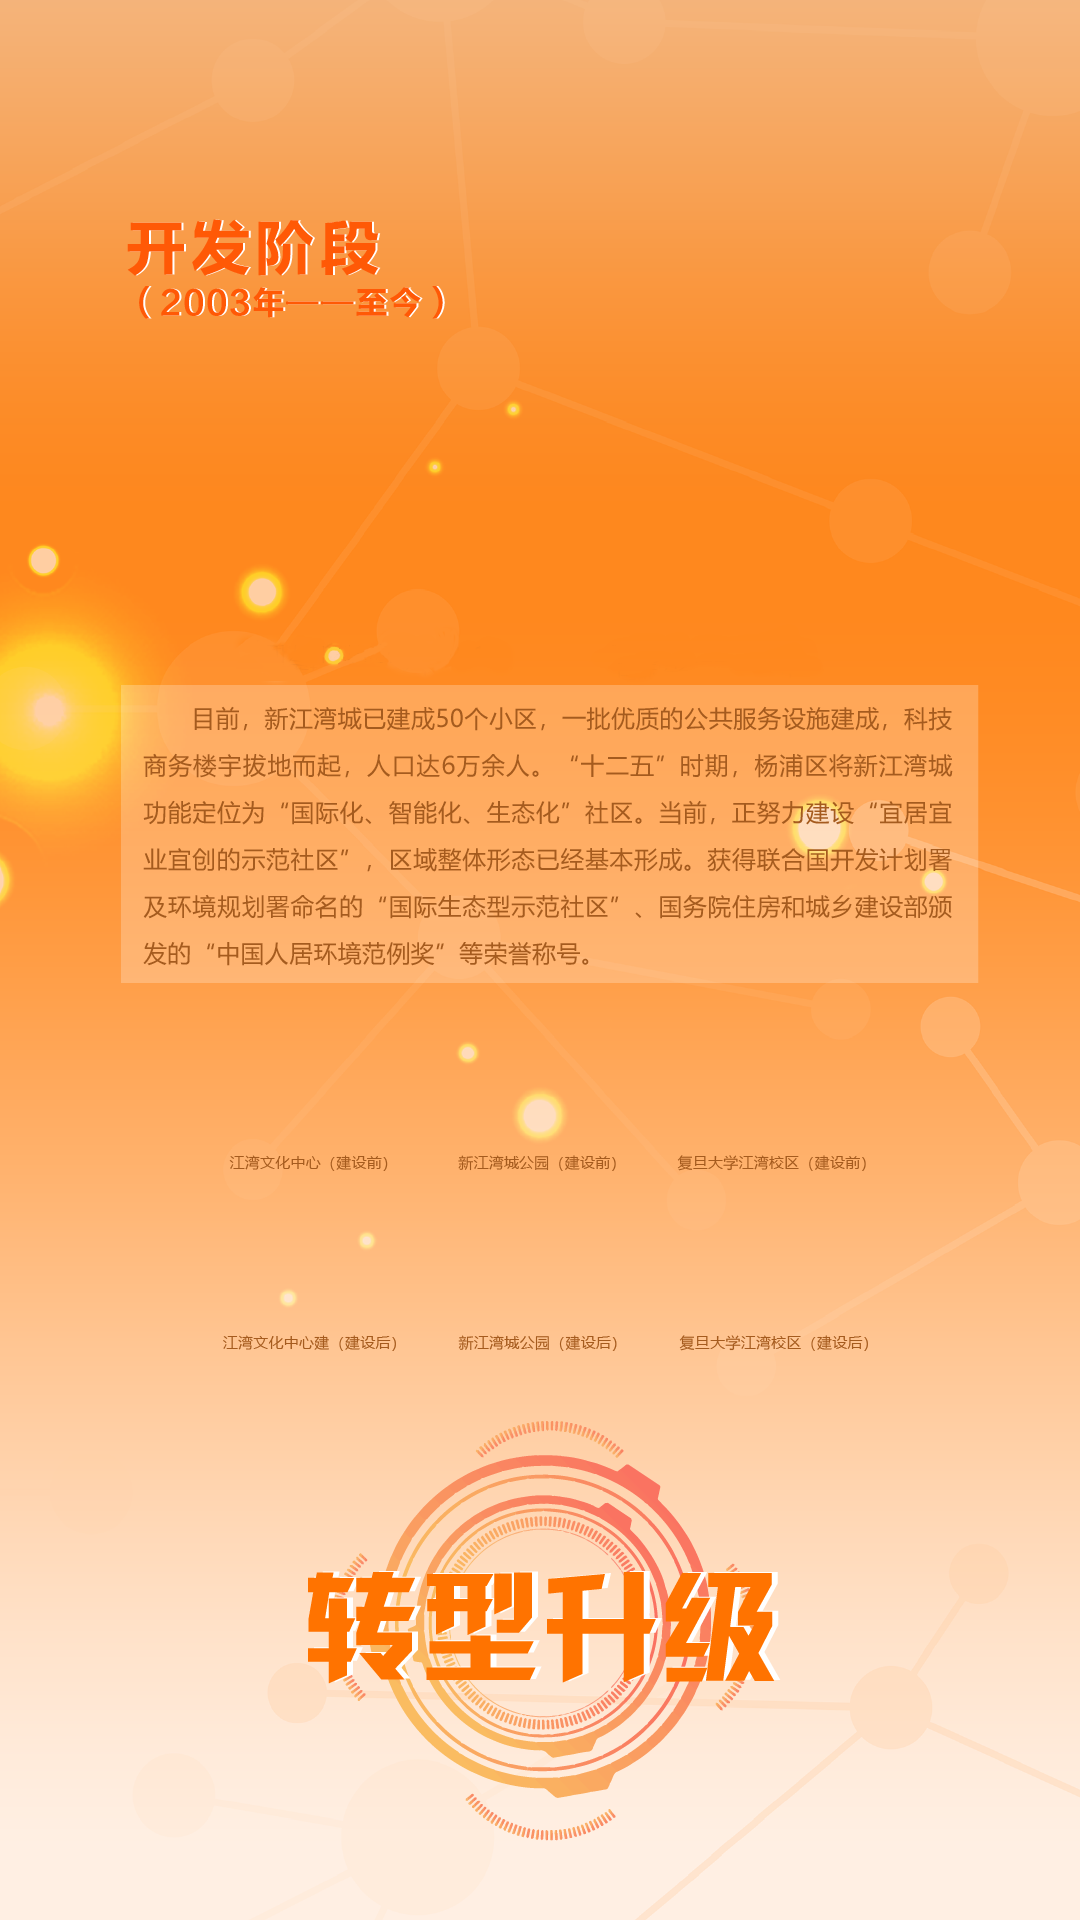 开发阶段
（2003年——至今）
目前，新江湾城已建成50个小区，一批优质的公共服务设施建成，科技
商务楼宇拔地而起，人口达6万余人。“十二五”时期，杨浦区将新江湾城
功能定位为“国际化、智能化、生态化”社区。当前，正努力建设“宜居宜
业宜创的示范社区”，区域整体形态已经基本形成。获得联合国开发计划署
及环境规划署命名的“国际生态型示范社区”、国务院住房和城乡建设部颁
发的“中国人居环境范例奖”等荣誉称号。
江湾文化中心（建设前）
新江湾城公园（建设前）
复旦大学江湾校区（建设前）
江湾文化中心建（建设后）
新江湾城公园（建设后）
复旦大学江湾校区（建设后）
转型升级